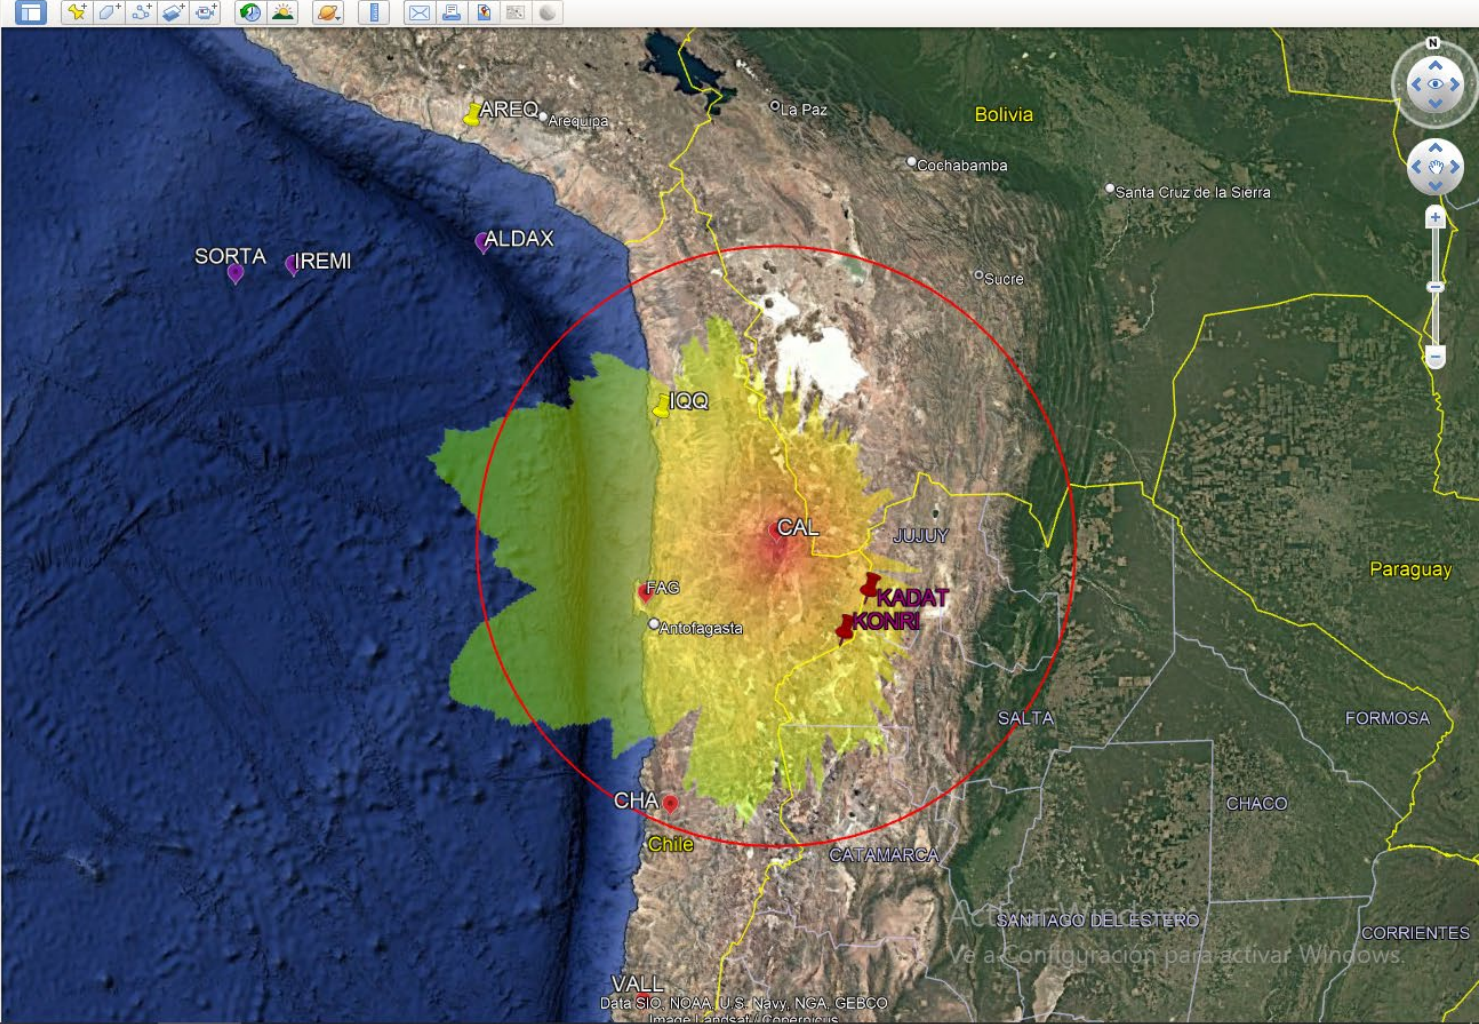 N
AREQ
Arequipa
La Paz
Bolivia
Cochabamba
Santa Cruz de la Sierra
SORTA
IREMI
ALDAX
Sucre
IQQ
CAL
JUJUY
Paraguay
FAG
KADAT
KONRI
Antofagasta
SALTA
FORMOSA
CHA
CHACO
Chile
CATAMARCA
Activar Windows
SANTIAGO DEL ESTERO
CORRIENTES
Ve a Configuración para activar Windows.
VALL
Data SIO, NOAA, U.S. Navy, NGA, GEBCO
Image Landsat / Copernicus